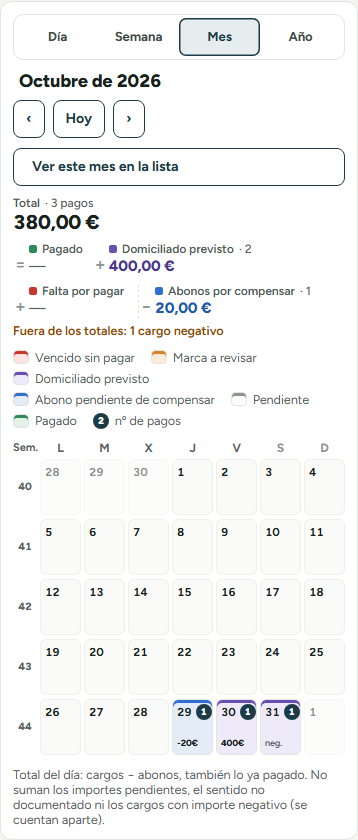 Día Semana Mes Año
Octubre de 2026
‹ Hoy ›
Ver este mes en la lista
Total · 3 pagos
380,00 €
Pagado Domiciliado previsto · 2
= — + 400,00 €
Falta por pagar Abonos por compensar · 1
+ — − 20,00 €
Fuera de los totales: 1 cargo negativo
Vencido sin pagar Marca a revisar
Domiciliado previsto
Abono pendiente de compensar Pendiente
Pagado 2 nº de pagos
Sem. L M X J V S D
40 28 29 30 1 2 3 4
41 5 6 7 8 9 10 11
42 12 13 14 15 16 17 18
43 19 20 21 22 23 24 25
44 26 27 28 29 1 30 1 31 1 1
-20€ 400€ neg.
Total del día: cargos − abonos, también lo ya pagado. No
suman los importes pendientes, el sentido no
documentado ni los cargos con importe negativo (se
cuentan aparte).